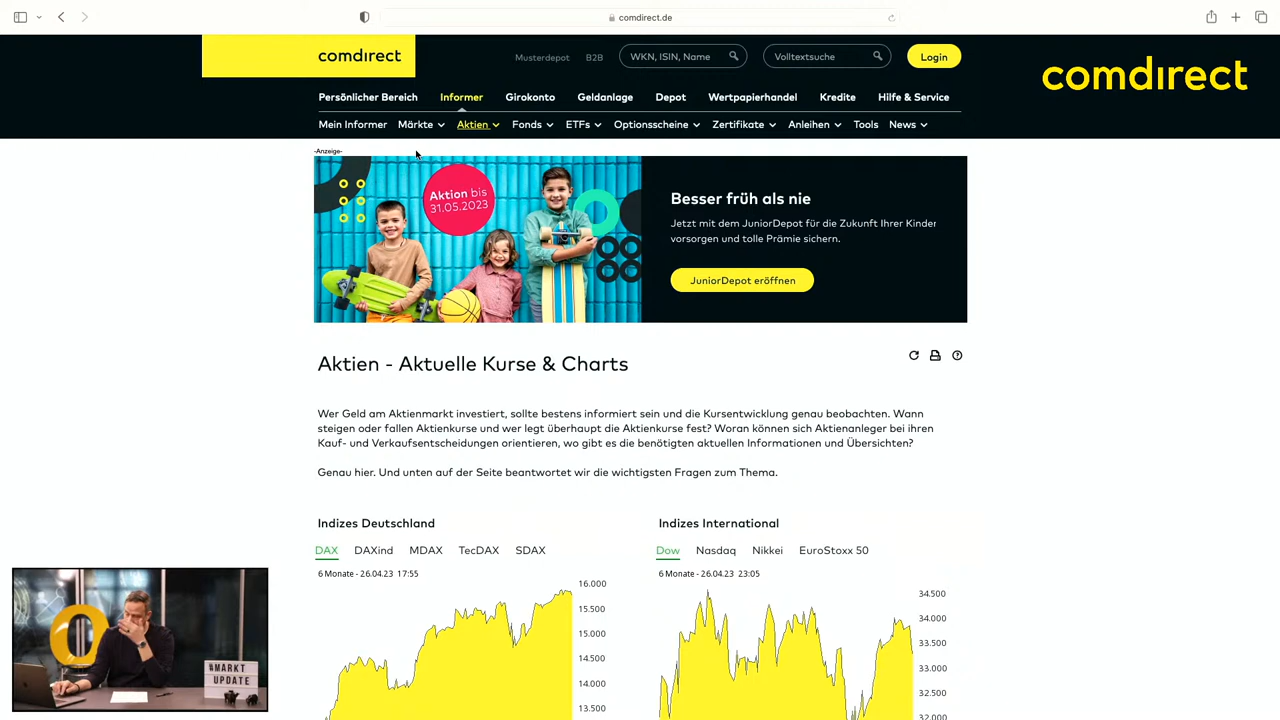 comdirect.de
comdirect
Musterdepot B2B WKN, ISIN, Name Volltextsuche Login
comdirect
Persönlicher Bereich Informer Girokonto Geldanlage Depot Wertpapierhandel Kredite Hilfe & Service
Mein Informer Märkte Aktien Fonds ETFs Optionsscheine Zertifikate Anleihen Tools News
-Anzeige-
Aktion bis
31.05.2023
Besser früh als nie
Jetzt mit dem JuniorDepot für die Zukunft Ihrer Kinder
vorsorgen und tolle Prämie sichern.
JuniorDepot eröffnen
Aktien - Aktuelle Kurse & Charts
Wer Geld am Aktienmarkt investiert, sollte bestens informiert sein und die Kursentwicklung genau beobachten. Wann
steigen oder fallen Aktienkurse und wer legt überhaupt die Aktienkurse fest? Woran können sich Aktienanleger bei ihren
Kauf- und Verkaufsentscheidungen orientieren, wo gibt es die benötigten aktuellen Informationen und Übersichten?
Genau hier. Und unten auf der Seite beantwortet wir die wichtigsten Fragen zum Thema.
Indizes Deutschland
DAX DAXind MDAX TecDAX SDAX
6 Monate - 26.04.23 17:55
16.000
15.500
15.000
14.500
14.000
13.500
Indizes International
Dow Nasdaq Nikkei EuroStoxx 50
6 Monate - 26.04.23 23:05
34.500
34.000
33.500
33.000
32.500
32.000
#MARKT
UPDATE